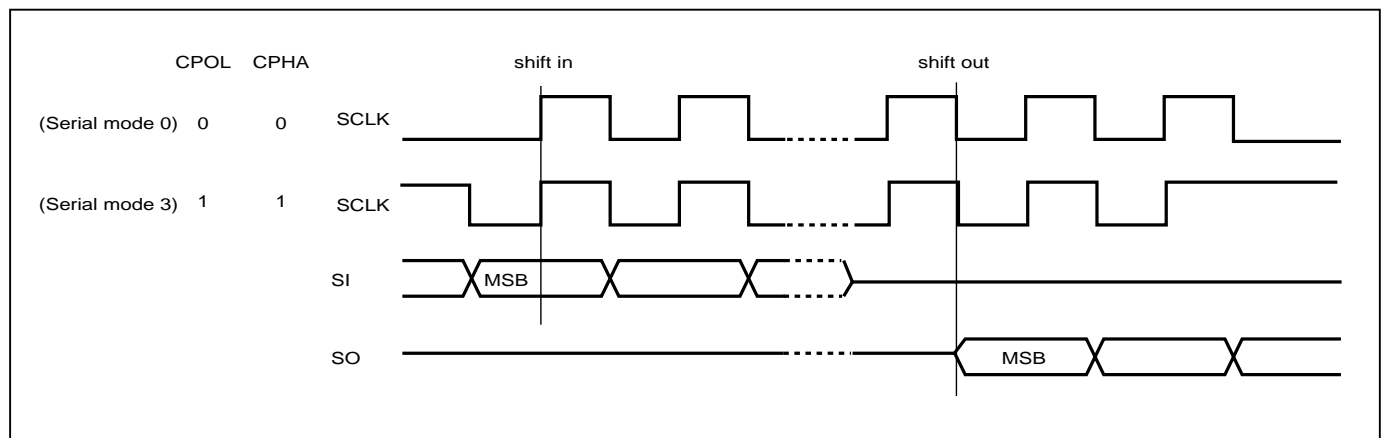 CPOL CPHA shift in shift out
(Serial mode 0) 0 0 SCLK
(Serial mode 3) 1 1 SCLK
SI MSB
SO MSB